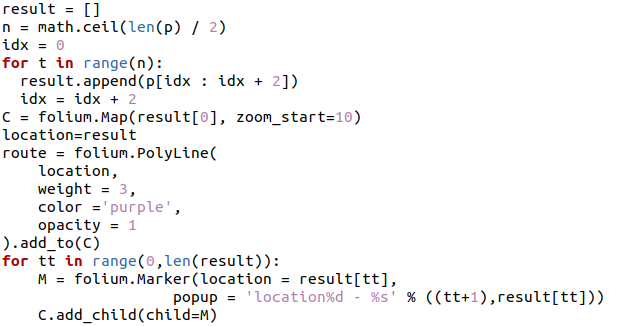 result = []
n = math.ceil(len(p) / 2)
idx = 0
for t in range(n):
  result.append(p[idx : idx + 2])
  idx = idx + 2
C = folium.Map(result[0], zoom_start=10)
location=result
route = folium.PolyLine(
    location,
    weight = 3,
    color ='purple',
    opacity = 1
).add_to(C)
for tt in range(0,len(result)):
    M = folium.Marker(location = result[tt],
                    popup = 'location%d - %s' % ((tt+1),result[tt]))
    C.add_child(child=M)